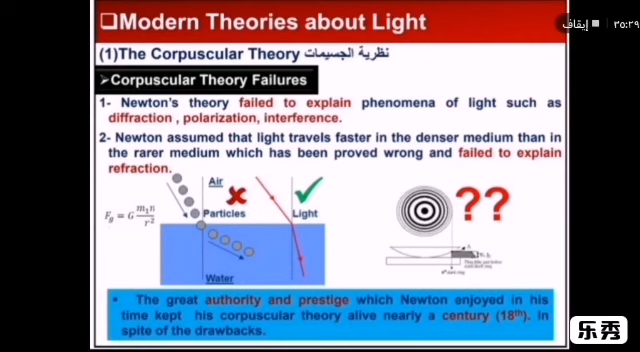 ☐Modern Theories about Light
إيقاف ٣٥:٢٩
(1)The Corpuscular Theory نظرية الجسيمات
➢Corpuscular Theory Failures
1- Newton's theory failed to explain phenomena of light such as
diffraction , polarization, interference.
2- Newton assumed that light travels faster in the denser medium than in
the rarer medium which has been proved wrong and failed to explain
refraction.
Air
Particles
Light
F_g = G m₁n / r²
??
Water
▪ The great authority and prestige which Newton enjoyed in his
time kept his corpuscular theory alive nearly a century (18th). In
spite of the drawbacks.
乐秀